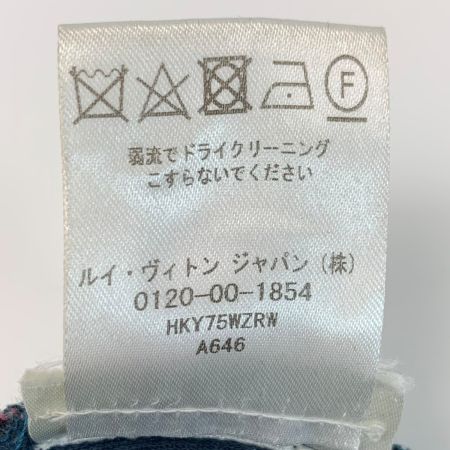 F
弱流でドライクリーニング
こすらないでください
ルイ・ヴィトン ジャパン (株)
0120-00-1854
HKY75WZRW
A646